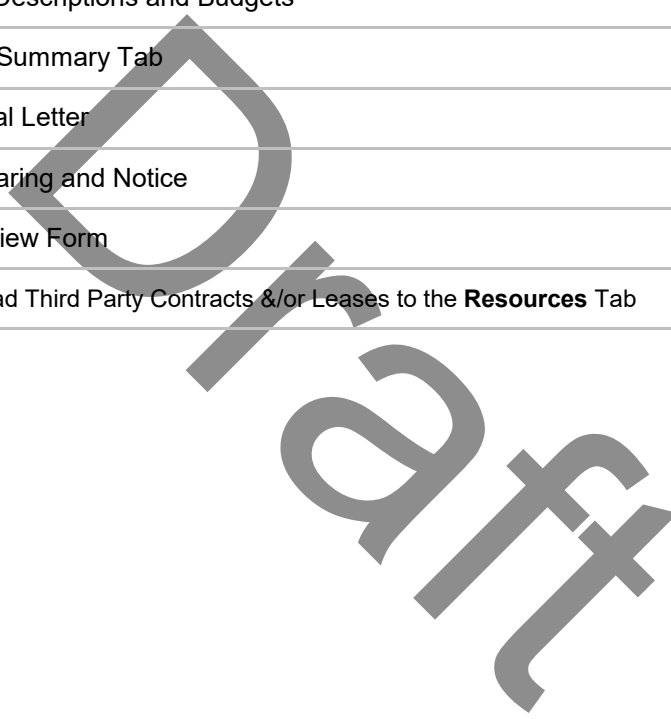 Descriptions and Budgets
Summary Tab
al Letter
aring and Notice
iew Form
ad Third Party Contracts &/or Leases to the Resources Tab
Draft